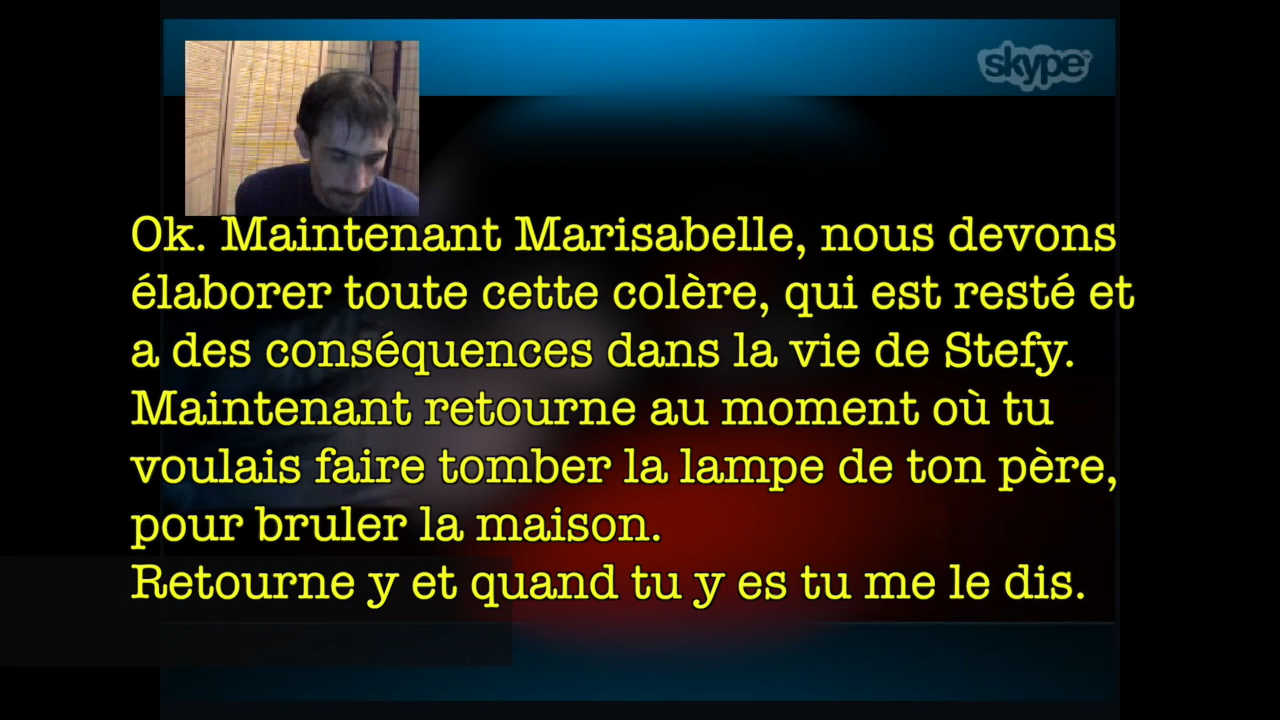 skype
Ok. Maintenant Marisabelle, nous devons
élaborer toute cette colère, qui est resté et
a des conséquences dans la vie de Stefy.
Maintenant retourne au moment où tu
voulais faire tomber la lampe de ton père,
pour bruler la maison.
Retourne y et quand tu y es tu me le dis.